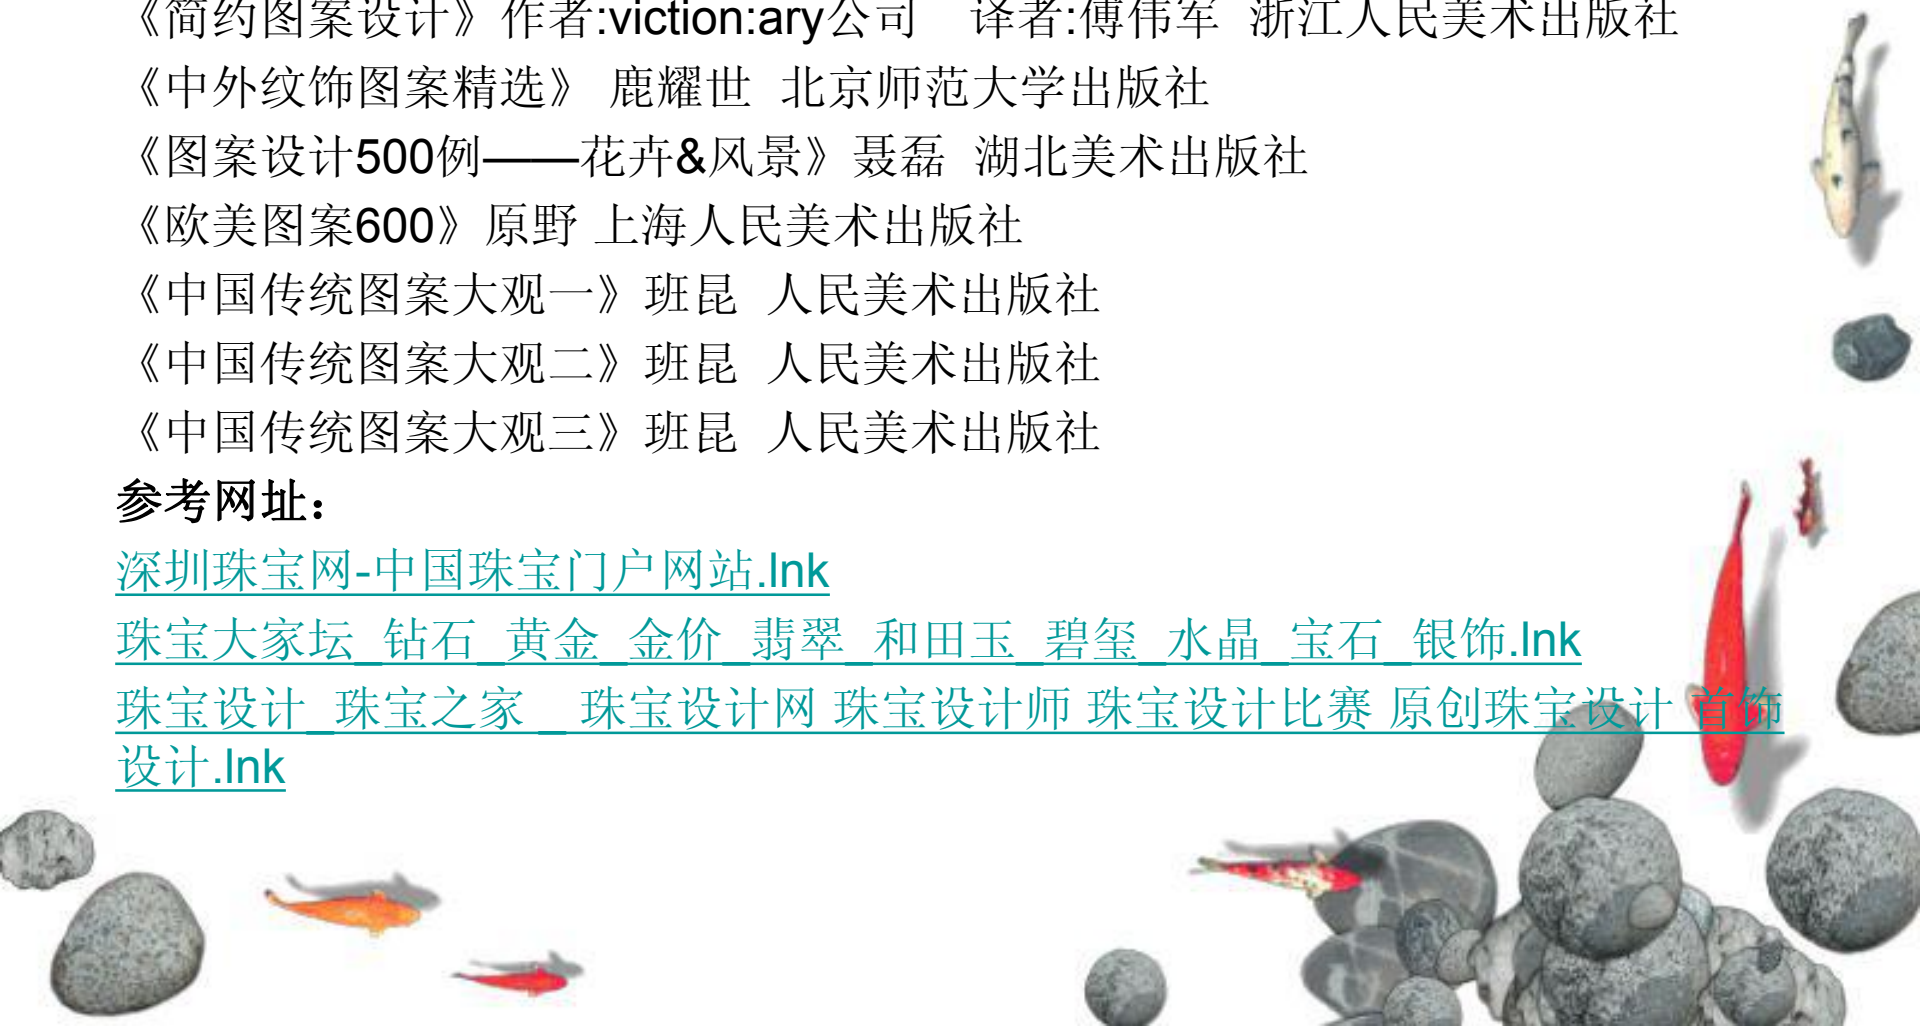 《简约图案设计》作者:viction:ary公司　译者:傅伟军 浙江人民美术出版社
《中外纹饰图案精选》 鹿耀世 北京师范大学出版社
《图案设计500例——花卉&风景》聂磊 湖北美术出版社
《欧美图案600》原野 上海人民美术出版社
《中国传统图案大观一》班昆 人民美术出版社
《中国传统图案大观二》班昆 人民美术出版社
《中国传统图案大观三》班昆 人民美术出版社
参考网址：
深圳珠宝网-中国珠宝门户网站.lnk
珠宝大家坛_钻石_黄金_金价_翡翠_和田玉_碧玺_水晶_宝石_银饰.lnk
珠宝设计_珠宝之家 _ 珠宝设计网 珠宝设计师 珠宝设计比赛 原创珠宝设计 首饰
设计.lnk